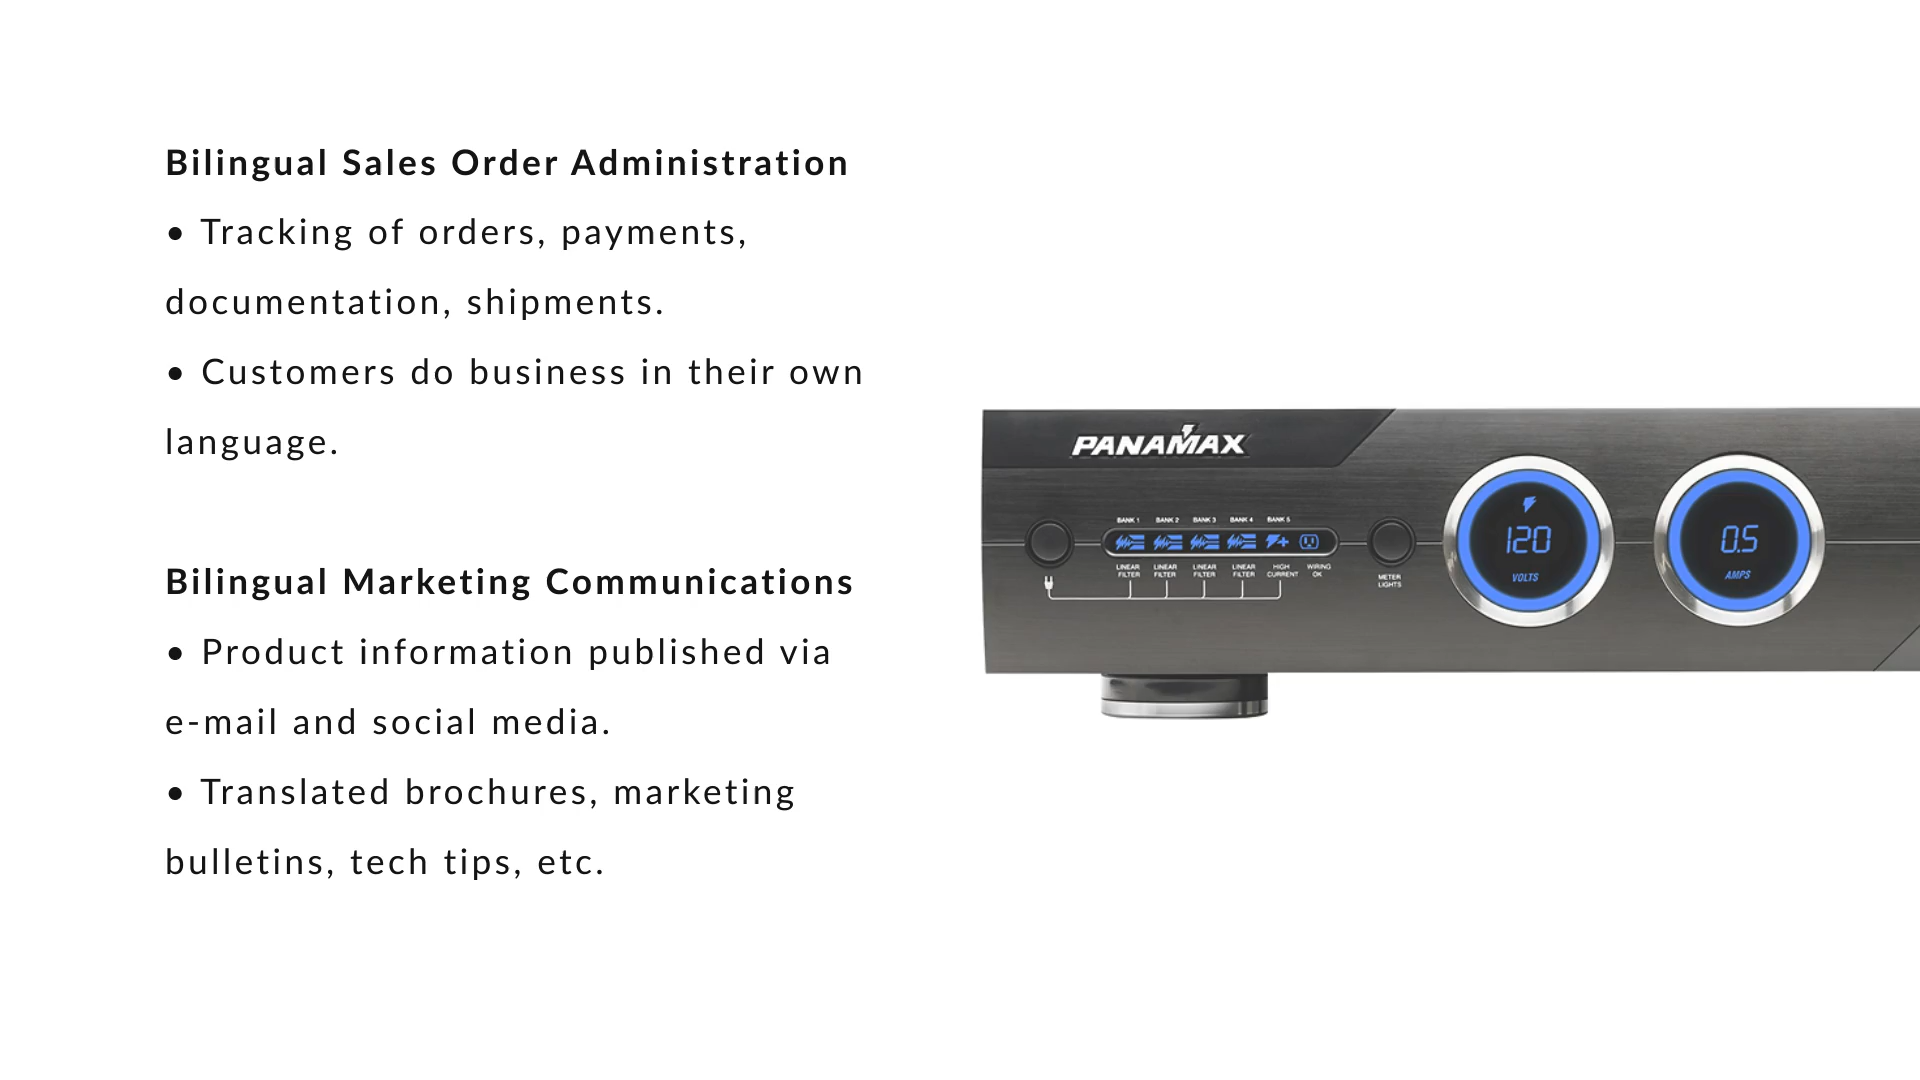 Bilingual Sales Order Administration
• Tracking of orders, payments,
documentation, shipments.
• Customers do business in their own
language.
Bilingual Marketing Communications
• Product information published via
e-mail and social media.
• Translated brochures, marketing
bulletins, tech tips, etc.
PANAMAX
BANK 1 BANK 2 BANK 3 BANK 4 BANK 5
LINEAR LINEAR LINEAR LINEAR HIGH WIRING
FILTER FILTER FILTER FILTER CURRENT OK
METER
LIGHTS
120
VOLTS
0.5
AMPS